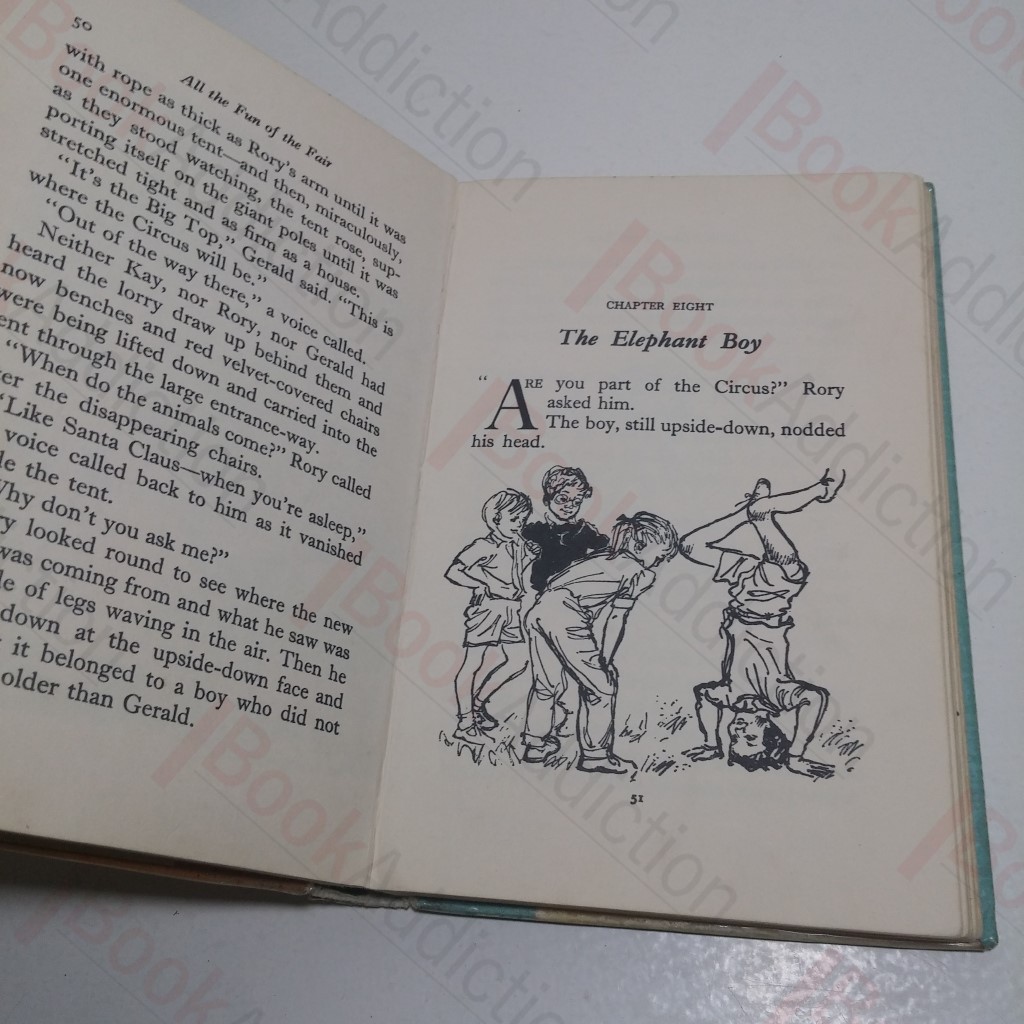 50
All the Fun of the Fair
with rope as thick as Rory's arm until it was
one enormous tent—and then, miraculously,
as they stood watching, the tent rose, sup-
porting itself on the giant poles until it was
stretched tight and as firm as a house.
"It's the Big Top," Gerald said. "This is
where the Circus will be."
"Out of the way there," a voice called.
Neither Kay, nor Rory, nor Gerald had
heard the lorry draw up behind them and
now benches and red velvet-covered chairs
were being lifted down and carried into the
ent through the large entrance-way.
"When do the animals come?" Rory called
er the disappearing chairs.
"Like Santa Claus—when you're asleep,"
voice called back to him as it vanished
de the tent.
Why don't you ask me?"
ry looked round to see where the new
was coming from and what he saw was
le of legs waving in the air. Then he
down at the upside-down face and
it belonged to a boy who did not
older than Gerald.
CHAPTER EIGHT
The Elephant Boy
"ARE you part of the Circus?" Rory
asked him.
The boy, still upside-down, nodded
his head.
51
BookAddiction
BookAddiction
BookAddiction
BookAddiction
BookAddiction
BookAddiction